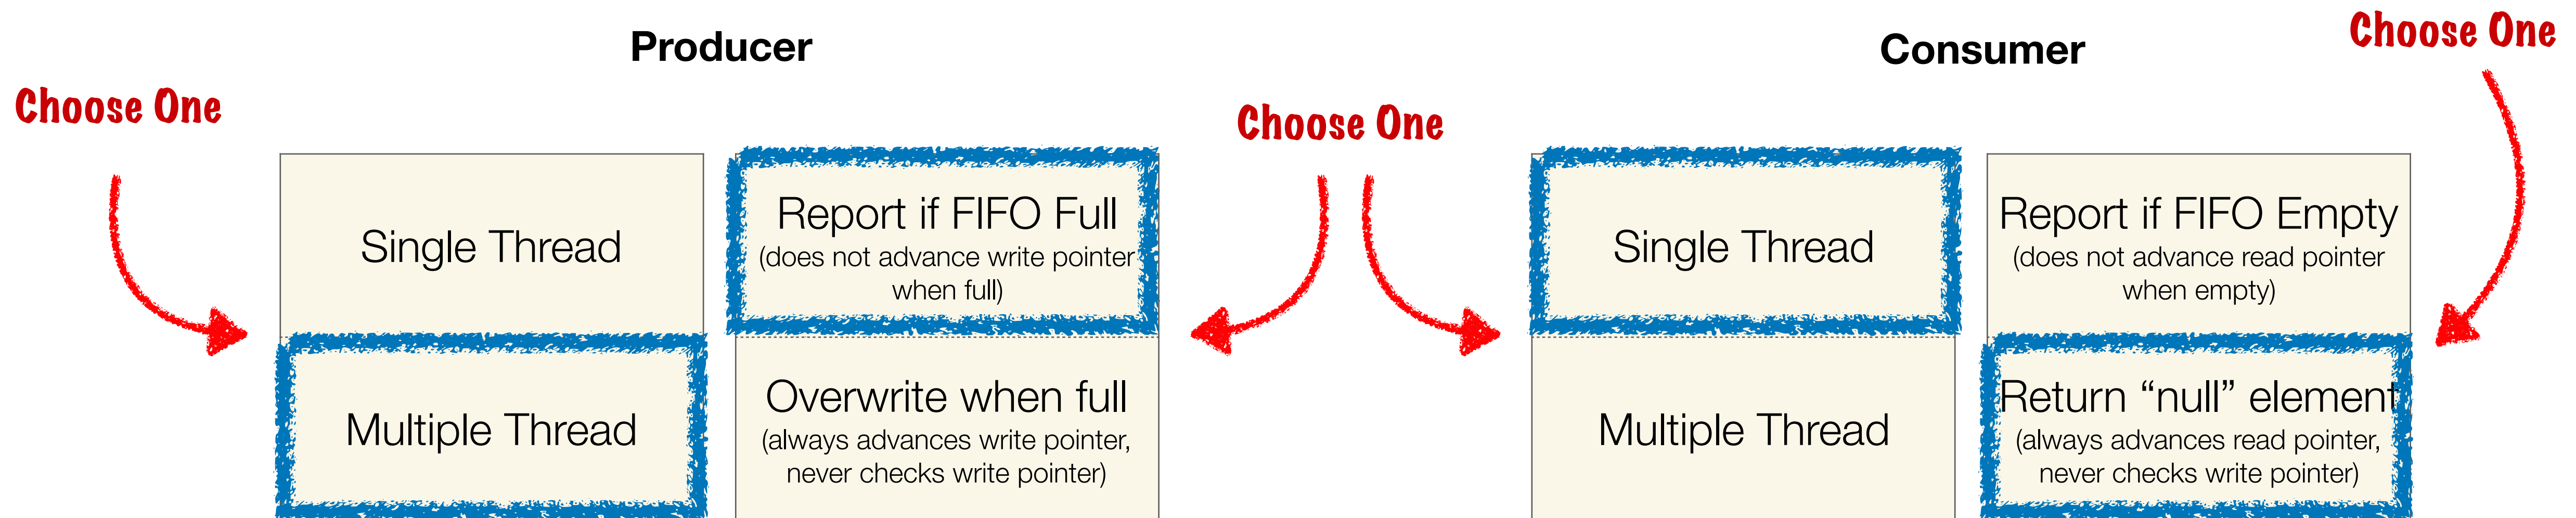 Producer
Consumer
Choose One
Choose One
Choose One
Single Thread
Multiple Thread
Report if FIFO Full
(does not advance write pointer
when full)
Overwrite when full
(always advances write pointer,
never checks write pointer)
Single Thread
Multiple Thread
Report if FIFO Empty
(does not advance read pointer
when empty)
Return “null” element
(always advances read pointer,
never checks write pointer)